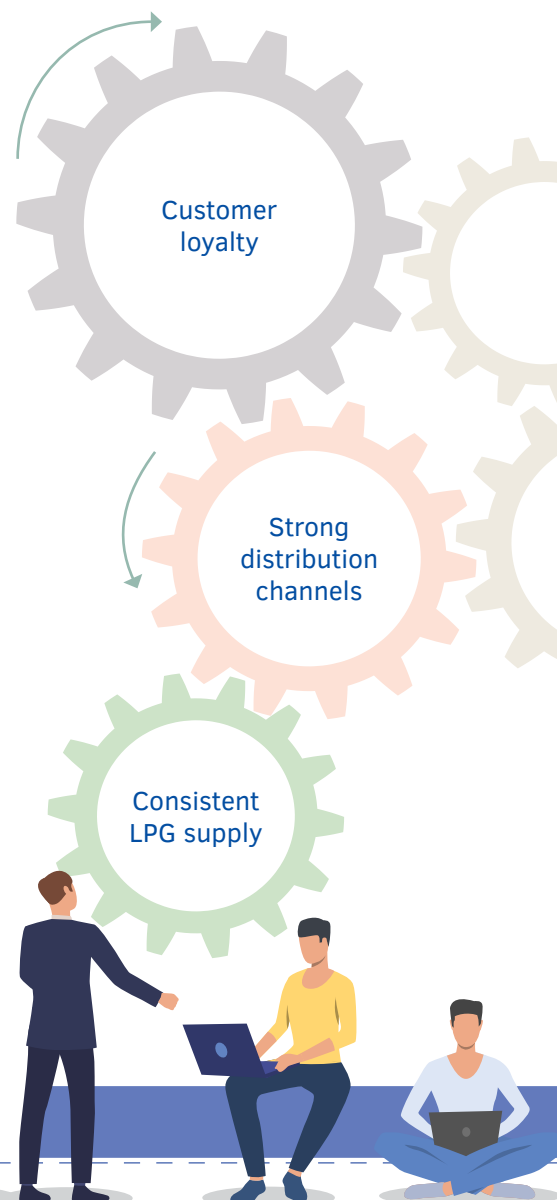 Customer
loyalty
Strong
distribution
channels
Consistent
LPG supply